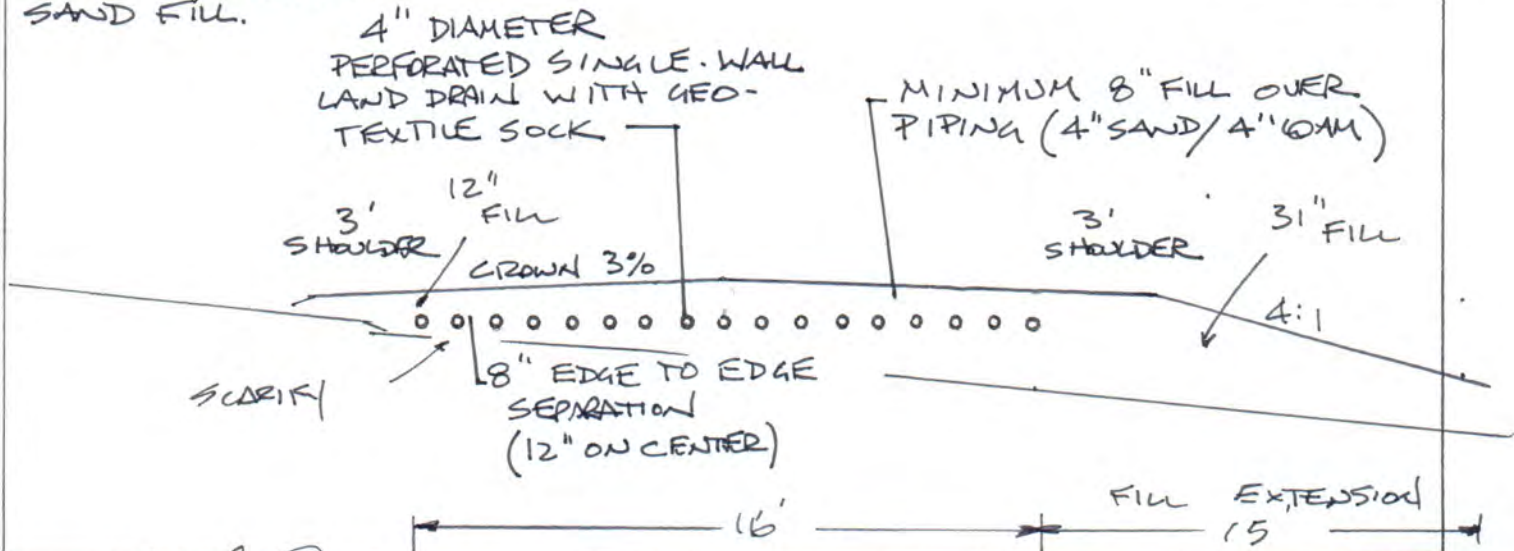 SAND FILL.
4" DIAMETER
PERFORATED SINGLE-WALL
LAND DRAIN WITH GEO-
TEXTILE SOCK
MINIMUM 8" FILL OVER
PIPING (4" SAND/4" LOAM)
3'
SHOULDER
12"
FILL
CROWN 3%
3'
SHOULDER
31"
FILL
4:1
SCARIFY
8" EDGE TO EDGE
SEPARATION
(12" ON CENTER)
16'
FILL EXTENSION
15